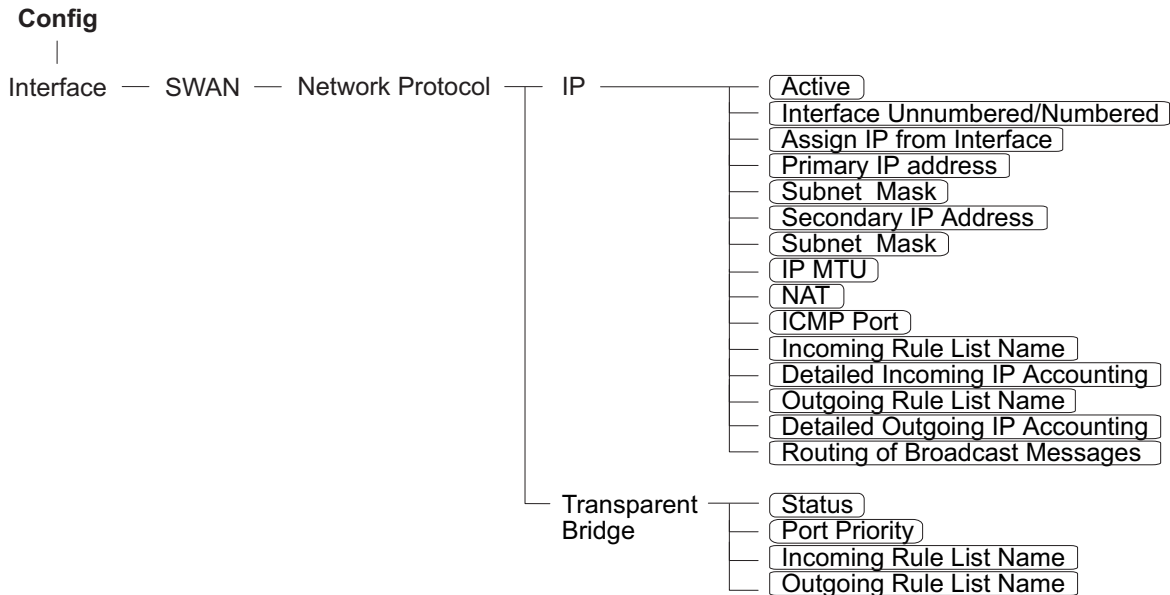 Config
Interface SWAN Network Protocol IP Active
Interface Unnumbered/Numbered
Assign IP from Interface
Primary IP address
Subnet Mask
Secondary IP Address
Subnet Mask
IP MTU
NAT
ICMP Port
Incoming Rule List Name
Detailed Incoming IP Accounting
Outgoing Rule List Name
Detailed Outgoing IP Accounting
Routing of Broadcast Messages
Transparent Status
Bridge Port Priority
Incoming Rule List Name
Outgoing Rule List Name